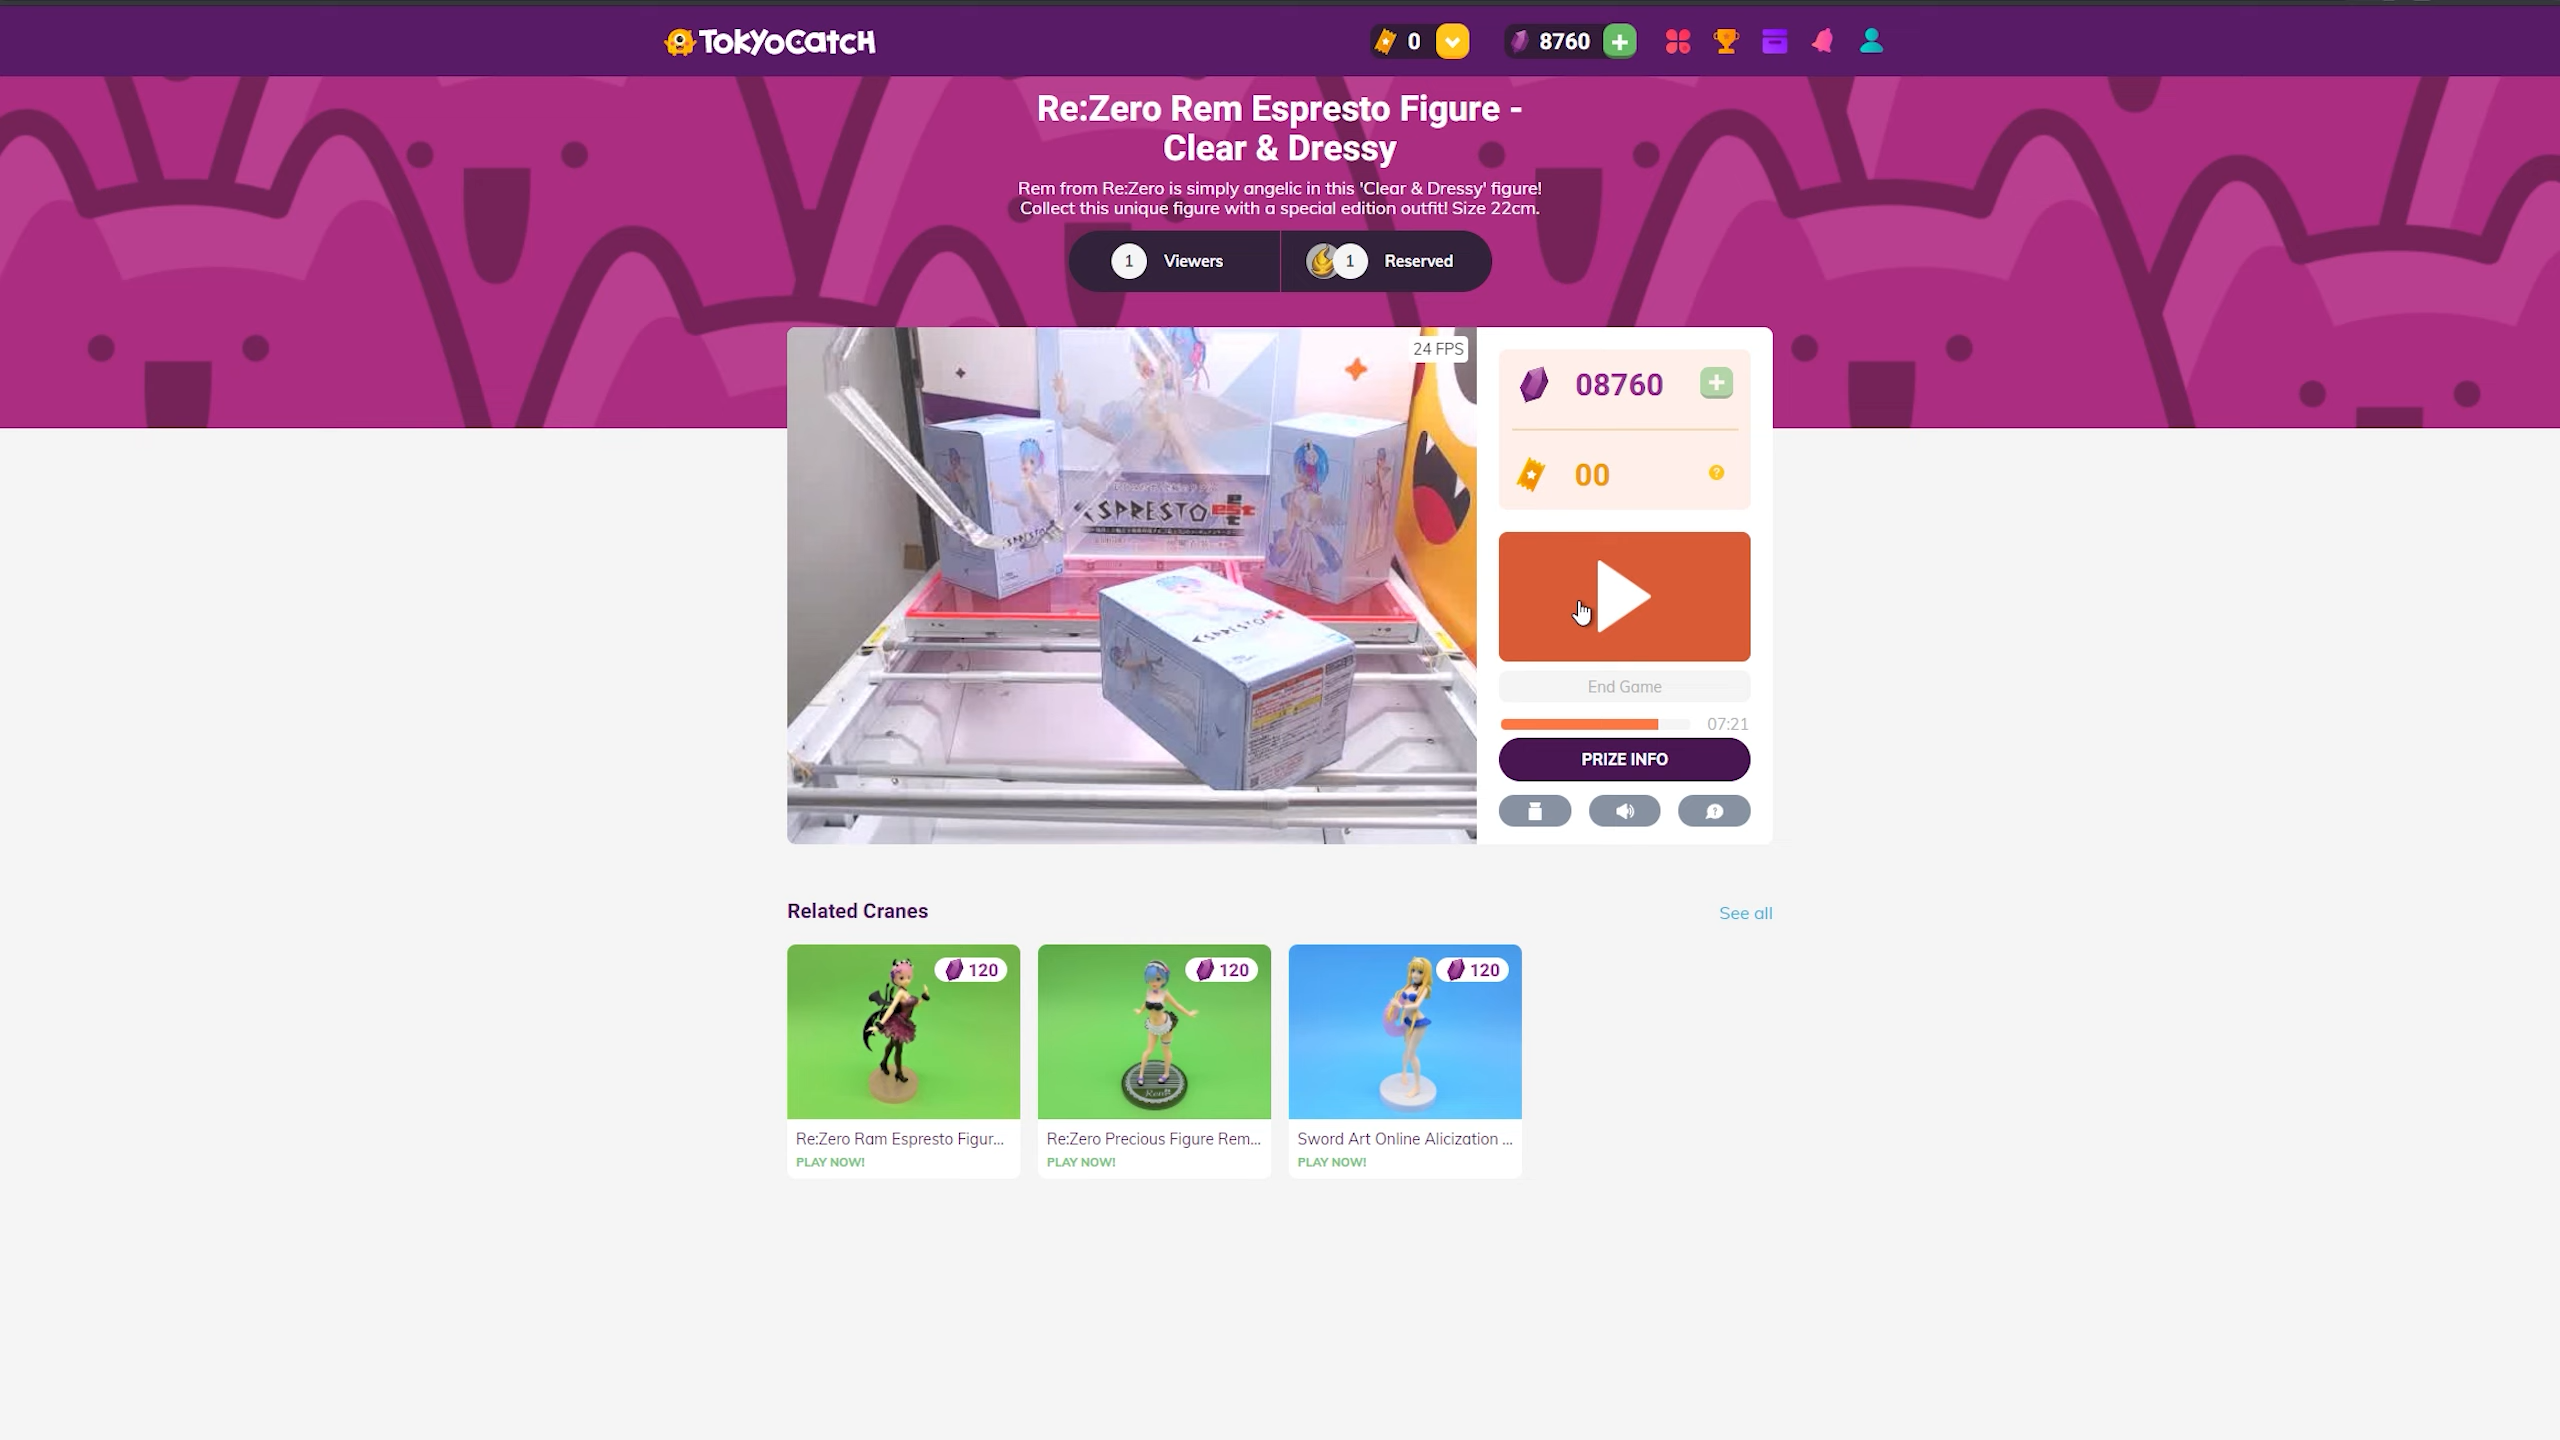 TOKYOCATCH
0
8760
Re:Zero Rem Espresto Figure -
Clear & Dressy
Rem from Re:Zero is simply angelic in this 'Clear & Dressy' figure!
Collect this unique figure with a special edition outfit! Size 22cm.
1 Viewers
1 Reserved
24 FPS
ESPRESTO est
ESPRESTO
08760
00
End Game
07:21
PRIZE INFO
Related Cranes
See all
120
120
120
Re:Zero Ram Espresto Figur...
Re:Zero Precious Figure Rem...
Sword Art Online Alicization ...
PLAY NOW!
PLAY NOW!
PLAY NOW!